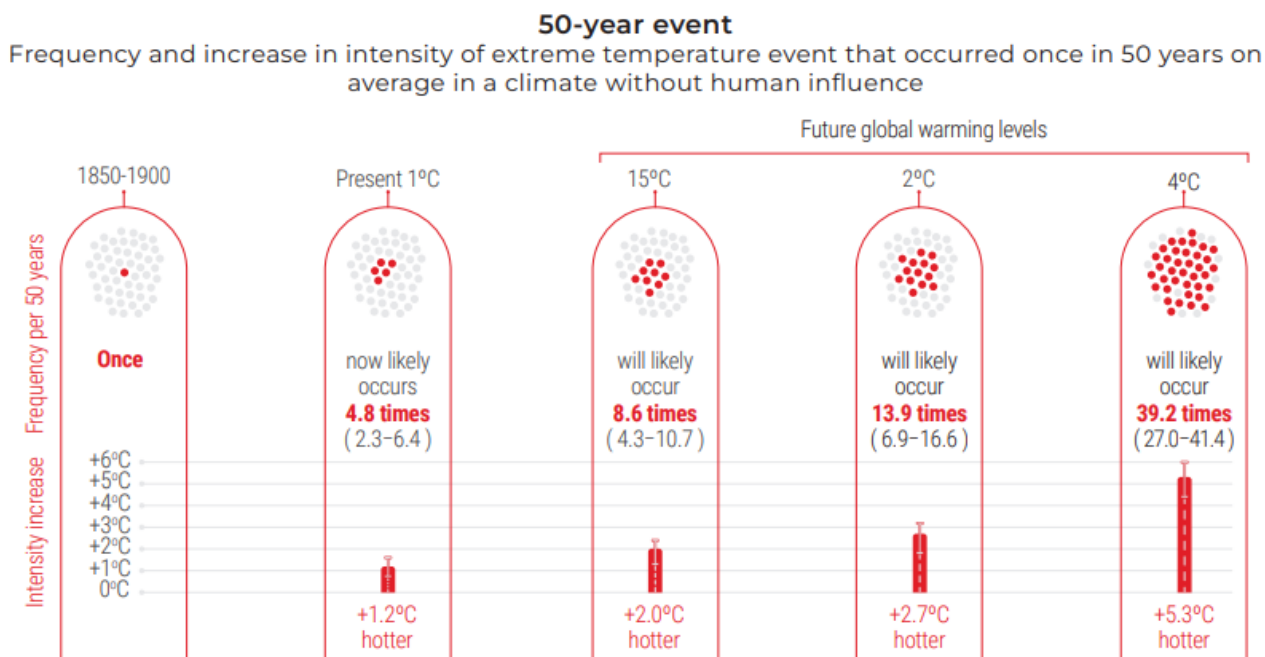 50-year event
Frequency and increase in intensity of extreme temperature event that occurred once in 50 years on
average in a climate without human influence
Future global warming levels
1850-1900
Present 1ºC
15ºC
2ºC
4ºC
Frequency per 50 years
Once
now likely
occurs
4.8 times
( 2.3–6.4 )
will likely
occur
8.6 times
( 4.3–10.7 )
will likely
occur
13.9 times
( 6.9–16.6 )
will likely
occur
39.2 times
( 27.0–41.4 )
Intensity increase
+6ºC
+5ºC
+4ºC
+3ºC
+2ºC
+1ºC
0ºC
+1.2ºC
hotter
+2.0ºC
hotter
+2.7ºC
hotter
+5.3ºC
hotter